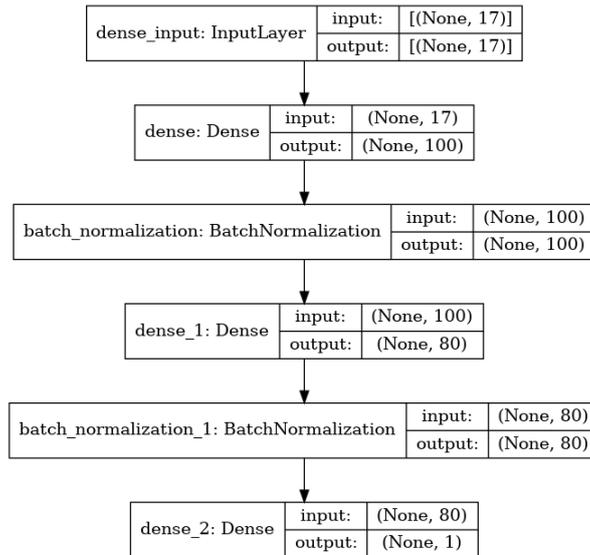 dense_input: InputLayer input: [(None, 17)]
output: [(None, 17)]
dense: Dense input: (None, 17)
output: (None, 100)
batch_normalization: BatchNormalization input: (None, 100)
output: (None, 100)
dense_1: Dense input: (None, 100)
output: (None, 80)
batch_normalization_1: BatchNormalization input: (None, 80)
output: (None, 80)
dense_2: Dense input: (None, 80)
output: (None, 1)